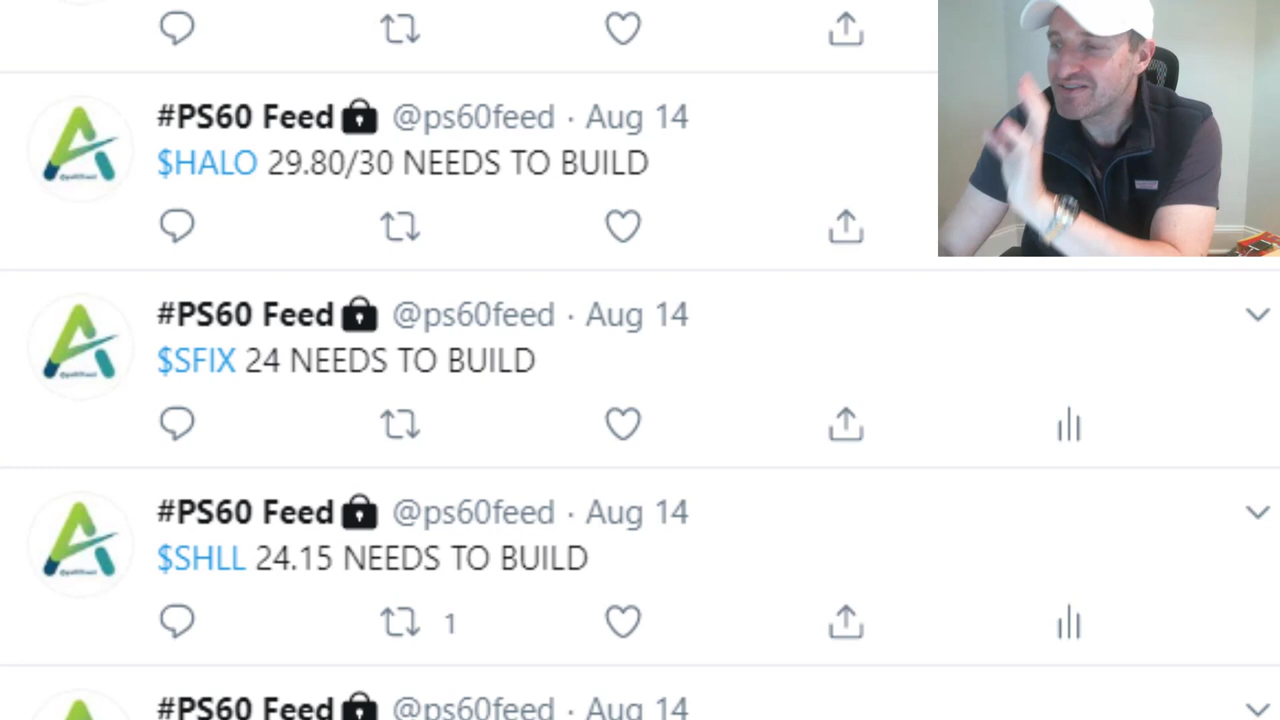 #PS60 Feed @ps60feed · Aug 14
$HALO 29.80/30 NEEDS TO BUILD
#PS60 Feed @ps60feed · Aug 14
$SFIX 24 NEEDS TO BUILD
#PS60 Feed @ps60feed · Aug 14
$SHLL 24.15 NEEDS TO BUILD
1
#PS60 Feed @ps60feed · Aug 14